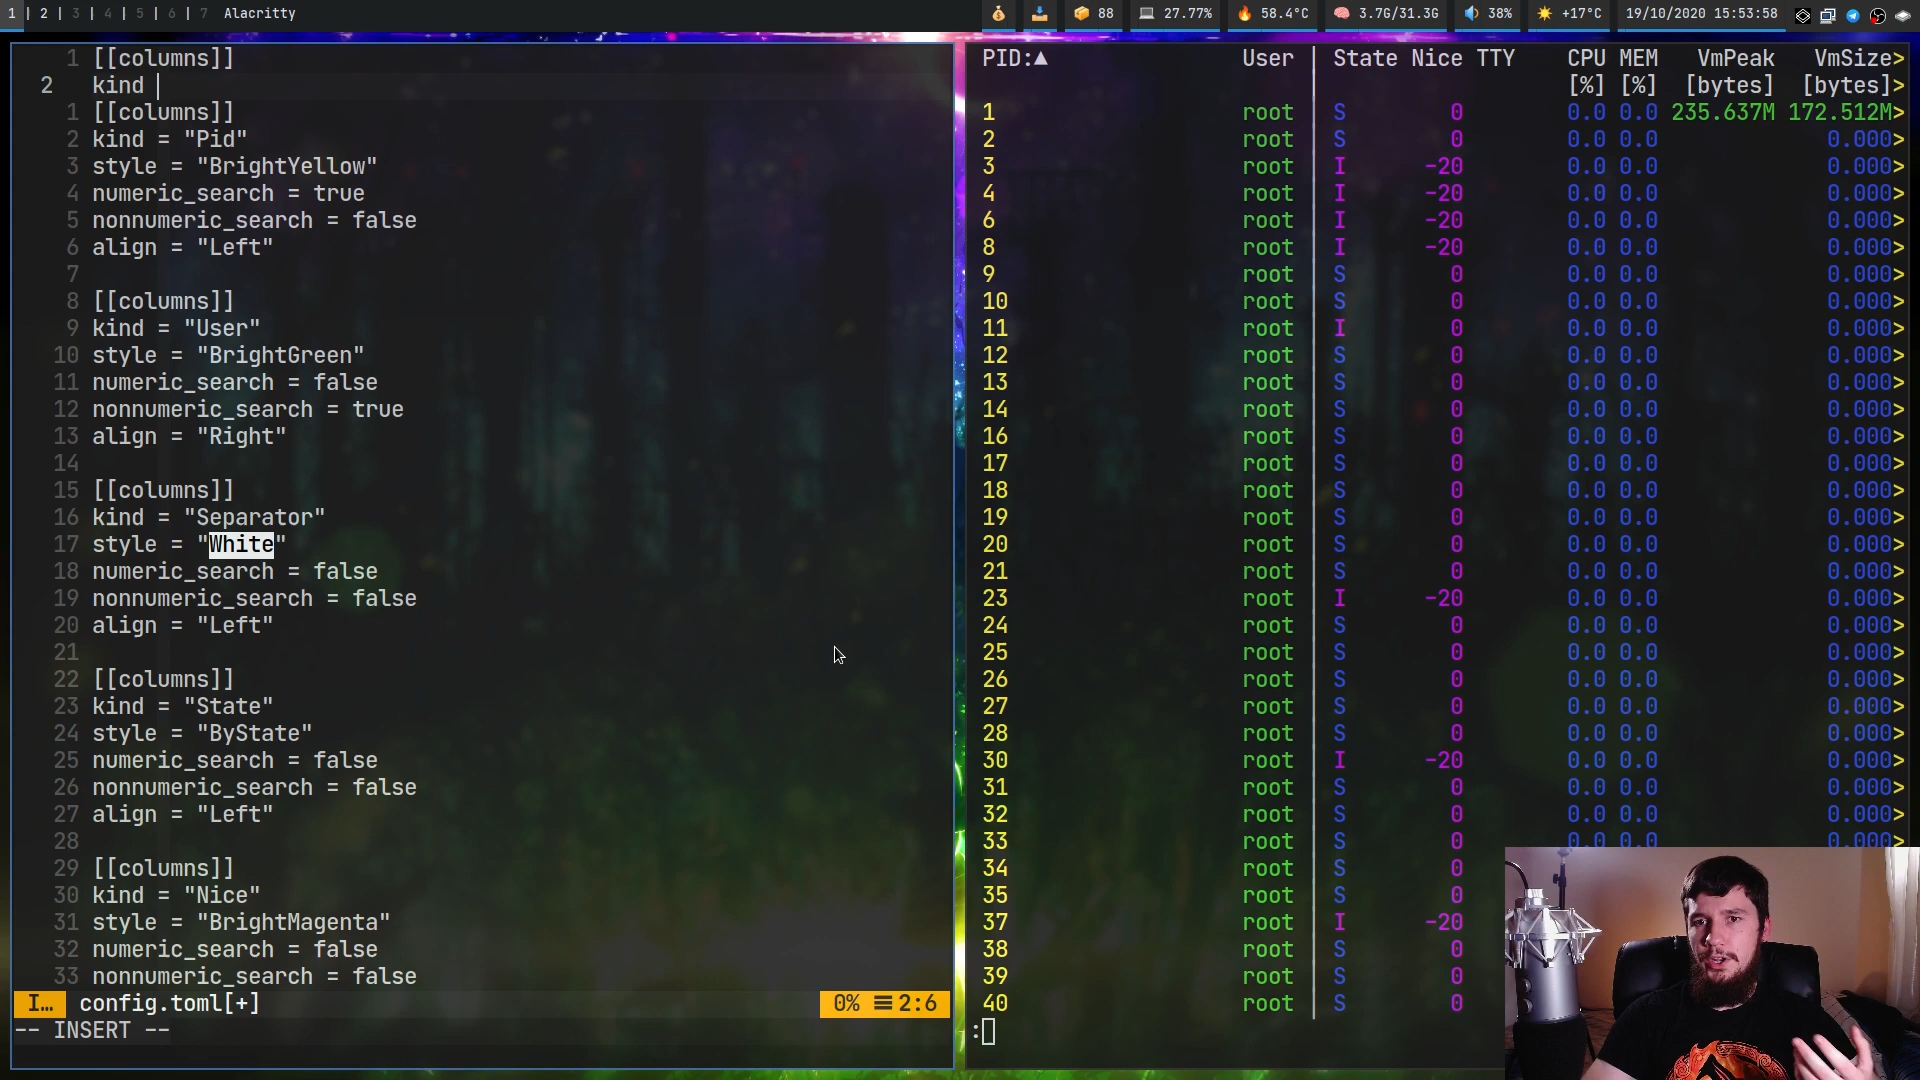 1 | 2 | 3 | 4 | 5 | 6 | 7 Alacritty 88 27.77% 58.4°C 3.7G/31.3G 38% +17°C 19/10/2020 15:53:58
1 [[columns]]
2 kind
1 [[columns]]
2 kind = "Pid"
3 style = "BrightYellow"
4 numeric_search = true
5 nonnumeric_search = false
6 align = "Left"
7
8 [[columns]]
9 kind = "User"
10 style = "BrightGreen"
11 numeric_search = false
12 nonnumeric_search = true
13 align = "Right"
14
15 [[columns]]
16 kind = "Separator"
17 style = "White"
18 numeric_search = false
19 nonnumeric_search = false
20 align = "Left"
21
22 [[columns]]
23 kind = "State"
24 style = "ByState"
25 numeric_search = false
26 nonnumeric_search = false
27 align = "Left"
28
29 [[columns]]
30 kind = "Nice"
31 style = "BrightMagenta"
32 numeric_search = false
33 nonnumeric_search = false
I… config.toml[+] 0% ☰ 2:6
-- INSERT --
PID:▲ User │ State Nice TTY CPU MEM VmPeak VmSize>
│ [%] [%] [bytes] [bytes]>
1 root │ S 0 0.0 0.0 235.637M 172.512M>
2 root │ S 0 0.0 0.0 0.000>
3 root │ I -20 0.0 0.0 0.000>
4 root │ I -20 0.0 0.0 0.000>
6 root │ I -20 0.0 0.0 0.000>
8 root │ I -20 0.0 0.0 0.000>
9 root │ S 0 0.0 0.0 0.000>
10 root │ S 0 0.0 0.0 0.000>
11 root │ I 0 0.0 0.0 0.000>
12 root │ S 0 0.0 0.0 0.000>
13 root │ S 0 0.0 0.0 0.000>
14 root │ S 0 0.0 0.0 0.000>
16 root │ S 0 0.0 0.0 0.000>
17 root │ S 0 0.0 0.0 0.000>
18 root │ S 0 0.0 0.0 0.000>
19 root │ S 0 0.0 0.0 0.000>
20 root │ S 0 0.0 0.0 0.000>
21 root │ S 0 0.0 0.0 0.000>
23 root │ I -20 0.0 0.0 0.000>
24 root │ S 0 0.0 0.0 0.000>
25 root │ S 0 0.0 0.0 0.000>
26 root │ S 0 0.0 0.0 0.000>
27 root │ S 0 0.0 0.0 0.000>
28 root │ S 0 0.0 0.0 0.000>
30 root │ I -20 0.0 0.0 0.000>
31 root │ S 0 0.0 0.0 0.000>
32 root │ S 0 0.0 0.0 0.000>
33 root │ S 0 0.0 0.0 0.000>
34 root │ S 0
35 root │ S 0
37 root │ I -20
38 root │ S 0
39 root │ S 0
40 root │ S 0
: